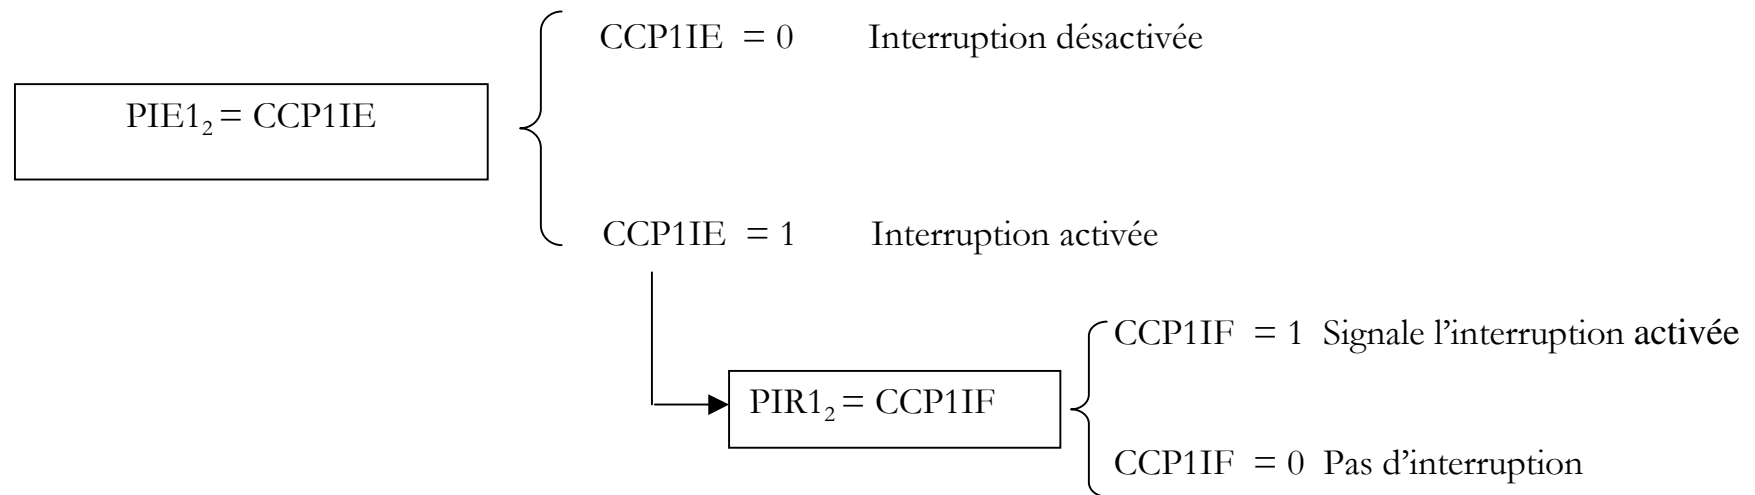 CCP1IE = 0 Interruption désactivée
PIE1₂ = CCP1IE
CCP1IE = 1 Interruption activée
CCP1IF = 1 Signale l'interruption activée
PIR1₂ = CCP1IF
CCP1IF = 0 Pas d'interruption